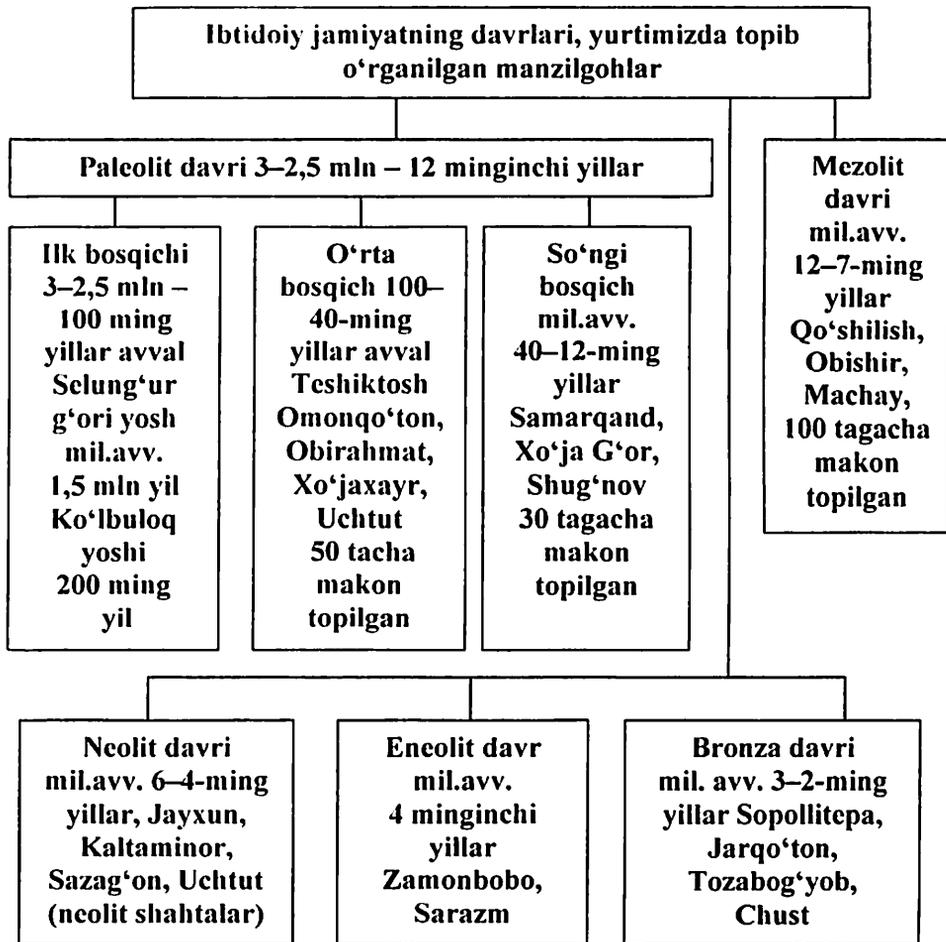 Ibtidoiy jamiyatning davrlari, yurtimizda topib
o‘rganilgan manzilgohlar
Paleolit davri 3–2,5 mln – 12 minginchi yillar
Ilk bosqichi
3–2,5 mln –
100 ming
yillar avval
Selung‘ur
g‘ori yosh
mil.avv.
1,5 mln yil
Ko‘lbuloq
yoshi
200 ming
yil
O‘rta
bosqich 100–
40-ming
yillar avval
Teshiktosh
Omonqo‘ton,
Obirahmat,
Xo‘jaxayr,
Uchtut
50 tacha
makon
topilgan
So‘ngi
bosqich
mil.avv.
40–12-ming
yillar
Samarqand,
Xo‘ja G‘or,
Shug‘nov
30 tagacha
makon
topilgan
Mezolit
davri
mil.avv.
12–7-ming
yillar
Qo‘shilish,
Obishir,
Machay,
100 tagacha
makon
topilgan
Neolit davri
mil.avv. 6–4-ming
yillar, Jayxun,
Kaltaminor,
Sazag‘on, Uchtut
(neolit shahtalar)
Eneolit davr
mil.avv.
4 minginchi
yillar
Zamonbobo,
Sarazm
Bronza davri
mil. avv. 3–2-ming
yillar Sopollitepa,
Jarqo‘ton,
Tozabog‘yob,
Chust